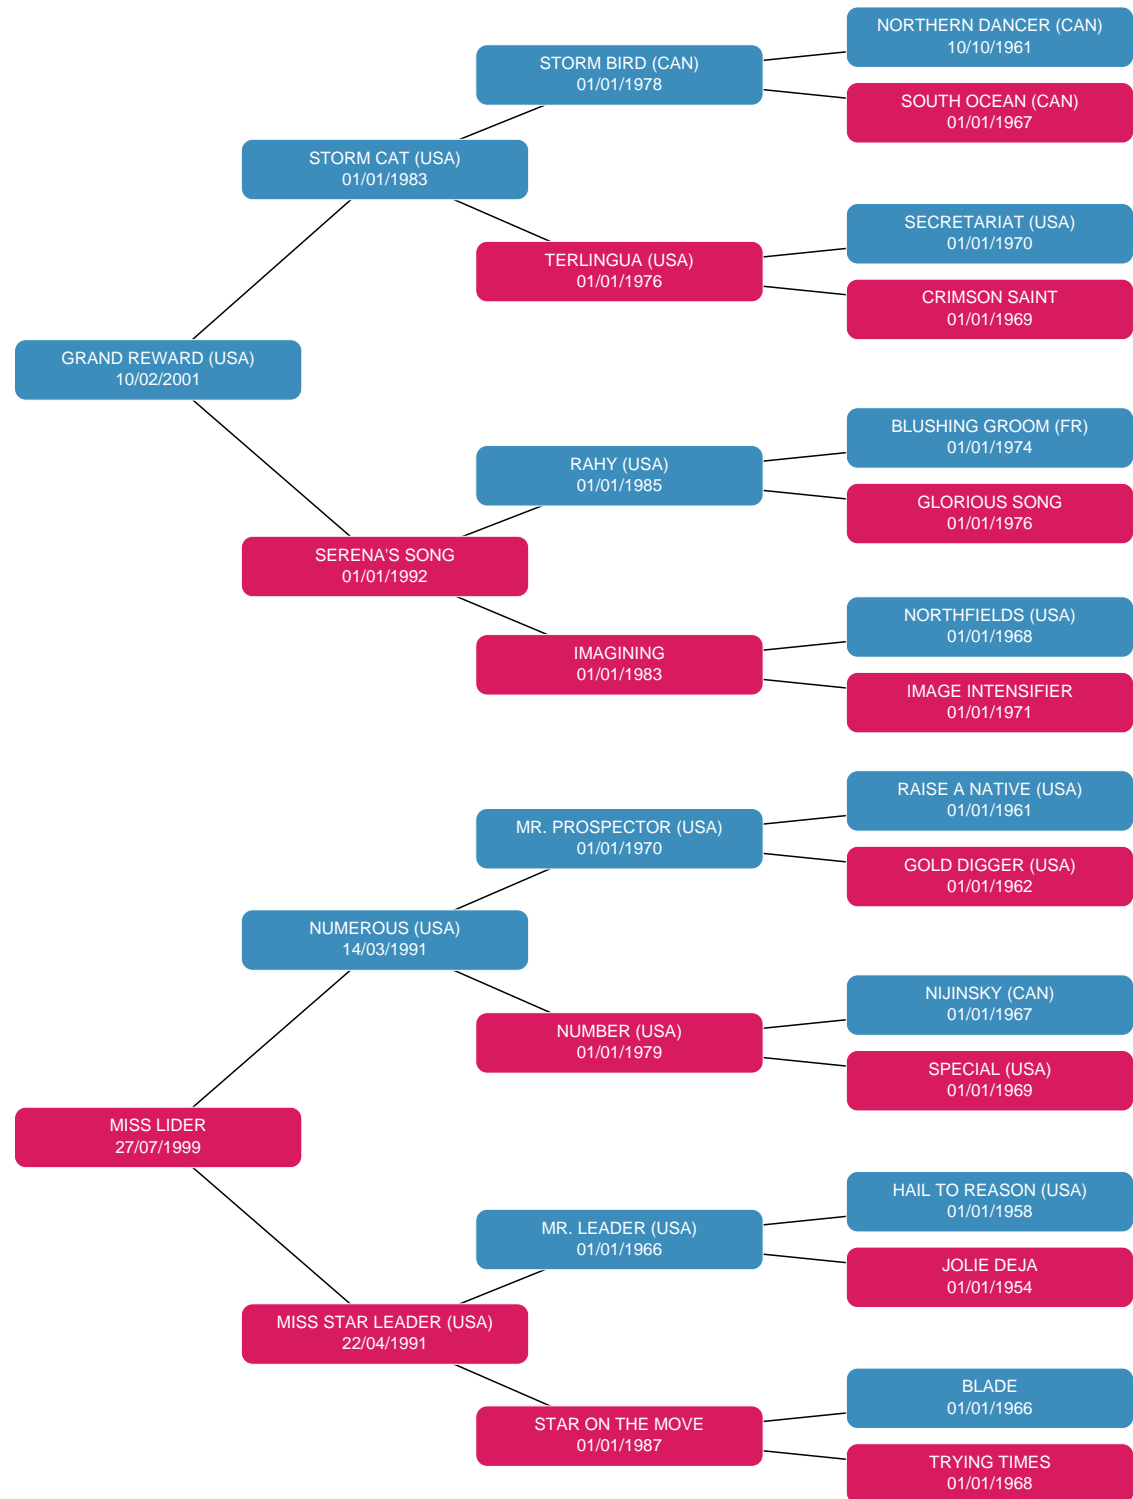 NORTHERN DANCER (CAN)
10/10/1961
STORM BIRD (CAN)
01/01/1978
SOUTH OCEAN (CAN)
01/01/1967
STORM CAT (USA)
01/01/1983
SECRETARIAT (USA)
01/01/1970
TERLINGUA (USA)
01/01/1976
CRIMSON SAINT
01/01/1969
GRAND REWARD (USA)
10/02/2001
BLUSHING GROOM (FR)
01/01/1974
RAHY (USA)
01/01/1985
GLORIOUS SONG
01/01/1976
SERENA'S SONG
01/01/1992
NORTHFIELDS (USA)
01/01/1968
IMAGINING
01/01/1983
IMAGE INTENSIFIER
01/01/1971
RAISE A NATIVE (USA)
01/01/1961
MR. PROSPECTOR (USA)
01/01/1970
GOLD DIGGER (USA)
01/01/1962
NUMEROUS (USA)
14/03/1991
NIJINSKY (CAN)
01/01/1967
NUMBER (USA)
01/01/1979
SPECIAL (USA)
01/01/1969
MISS LIDER
27/07/1999
HAIL TO REASON (USA)
01/01/1958
MR. LEADER (USA)
01/01/1966
JOLIE DEJA
01/01/1954
MISS STAR LEADER (USA)
22/04/1991
BLADE
01/01/1966
STAR ON THE MOVE
01/01/1987
TRYING TIMES
01/01/1968